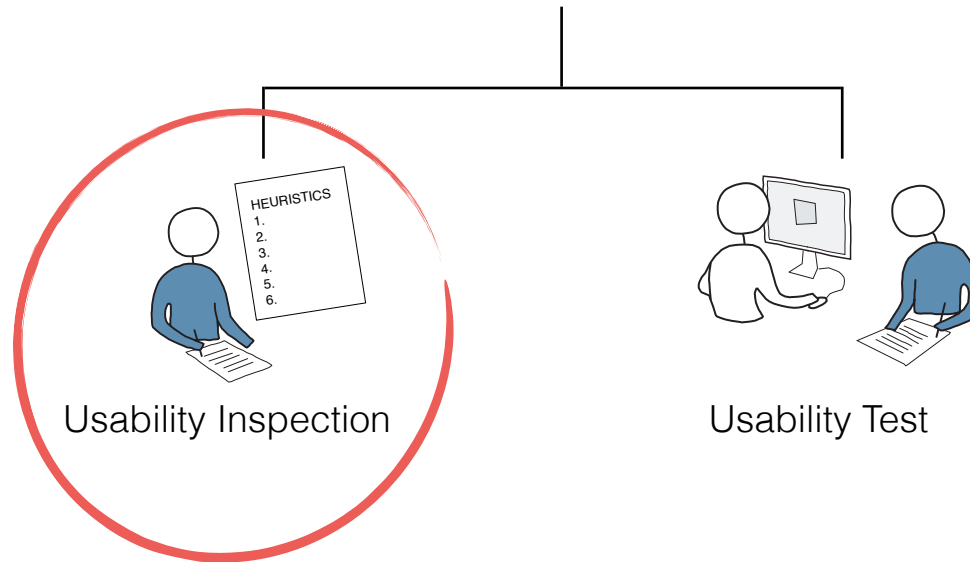 HEURISTICS
1.
2.
3.
4.
5.
6.
Usability Inspection
Usability Test